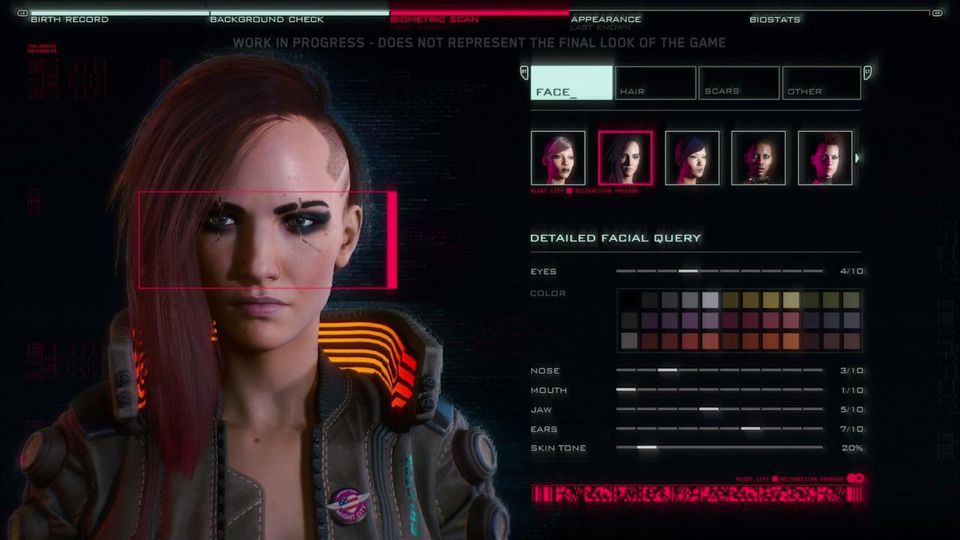 BIRTH RECORD
BACKGROUND CHECK
BIOMETRIC SCAN
APPEARANCE
LAST KNOWN
BIOSTATS
WORK IN PROGRESS - DOES NOT REPRESENT THE FINAL LOOK OF THE GAME
FACE_
HAIR
SCARS
OTHER
NIGHT CITY RECOGNITION PROGRAM
DETAILED FACIAL QUERY
EYES 4/10
COLOR
NOSE 3/10
MOUTH 1/10
JAW 5/10
EARS 7/10
SKIN TONE 20%
NIGHT CITY RECOGNITION PROGRAM
NIGHT CITY